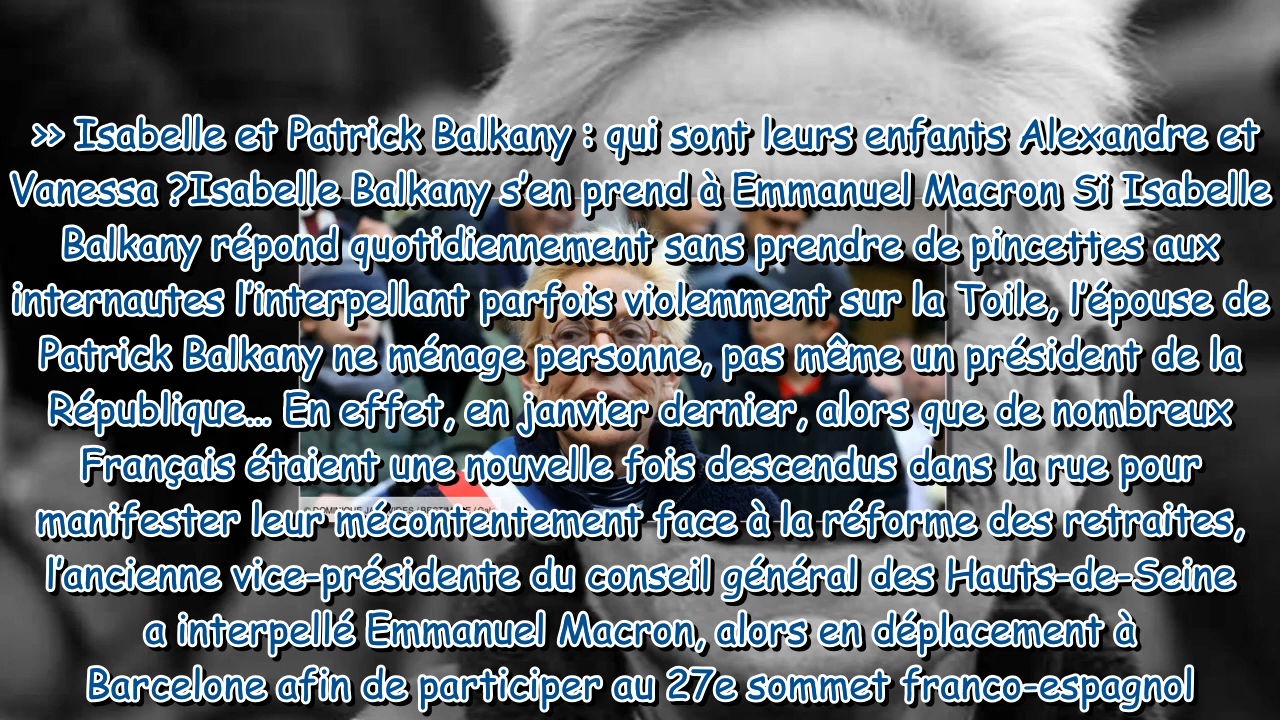 >> Isabelle et Patrick Balkany : qui sont leurs enfants Alexandre et
Vanessa ?Isabelle Balkany s’en prend à Emmanuel Macron Si Isabelle
Balkany répond quotidiennement sans prendre de pincettes aux
internautes l’interpellant parfois violemment sur la Toile, l’épouse de
Patrick Balkany ne ménage personne, pas même un président de la
République... En effet, en janvier dernier, alors que de nombreux
Français étaient une nouvelle fois descendus dans la rue pour
manifester leur mécontentement face à la réforme des retraites,
l’ancienne vice-présidente du conseil général des Hauts-de-Seine
a interpellé Emmanuel Macron, alors en déplacement à
Barcelone afin de participer au 27e sommet franco-espagnol